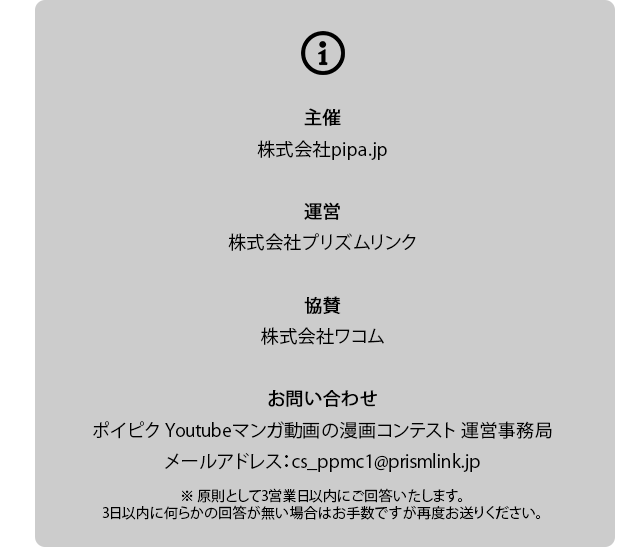 主催
株式会社pipa.jp
運営
株式会社プリズムリンク
協賛
株式会社ワコム
お問い合わせ
ポイピク Youtubeマンガ動画の漫画コンテスト 運営事務局
メールアドレス：cs_ppmc1@prismlink.jp
※ 原則として3営業日以内にご回答いたします。
3日以内に何らかの回答が無い場合はお手数ですが再度お送りください。